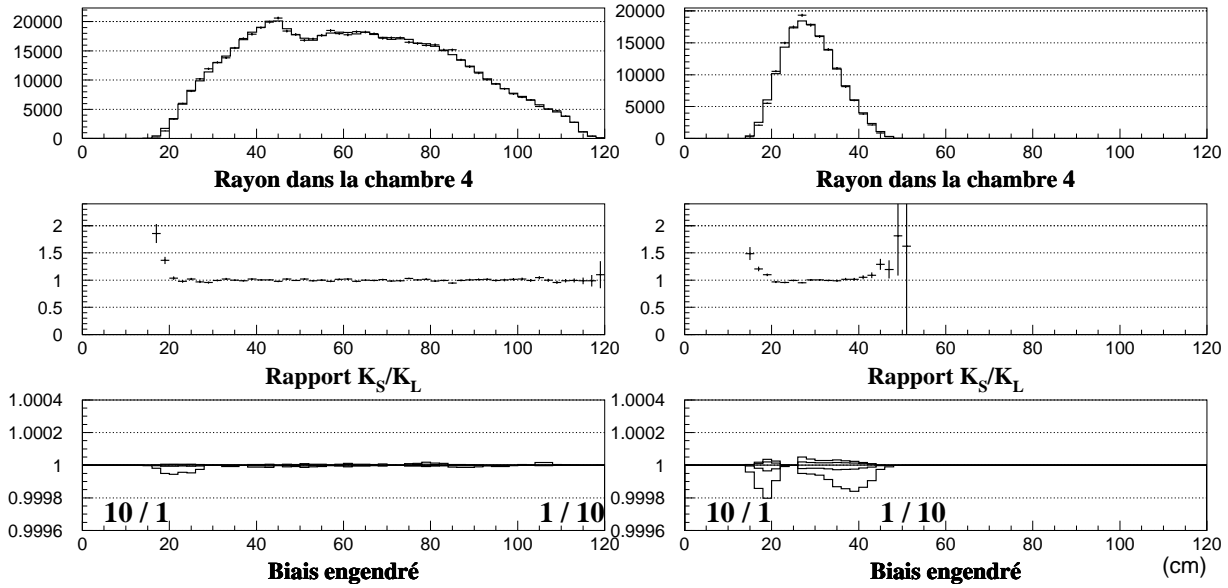 20000
15000
10000
5000
0
0 20 40 60 80 100 120
Rayon dans la chambre 4
20000
15000
10000
5000
0
0 20 40 60 80 100 120
Rayon dans la chambre 4
2
1.5
1
0.5
0
0 20 40 60 80 100 120
Rapport K_S/K_L
2
1.5
1
0.5
0
0 20 40 60 80 100 120
Rapport K_S/K_L
1.0004
1.0002
1
0.9998
0.9996
10 / 1
1 / 10
0 20 40 60 80 100 120
Biais engendré
1.0004
1.0002
1
0.9998
0.9996
10 / 1
1 / 10
0 20 40 60 80 100 120
Biais engendré
(cm)